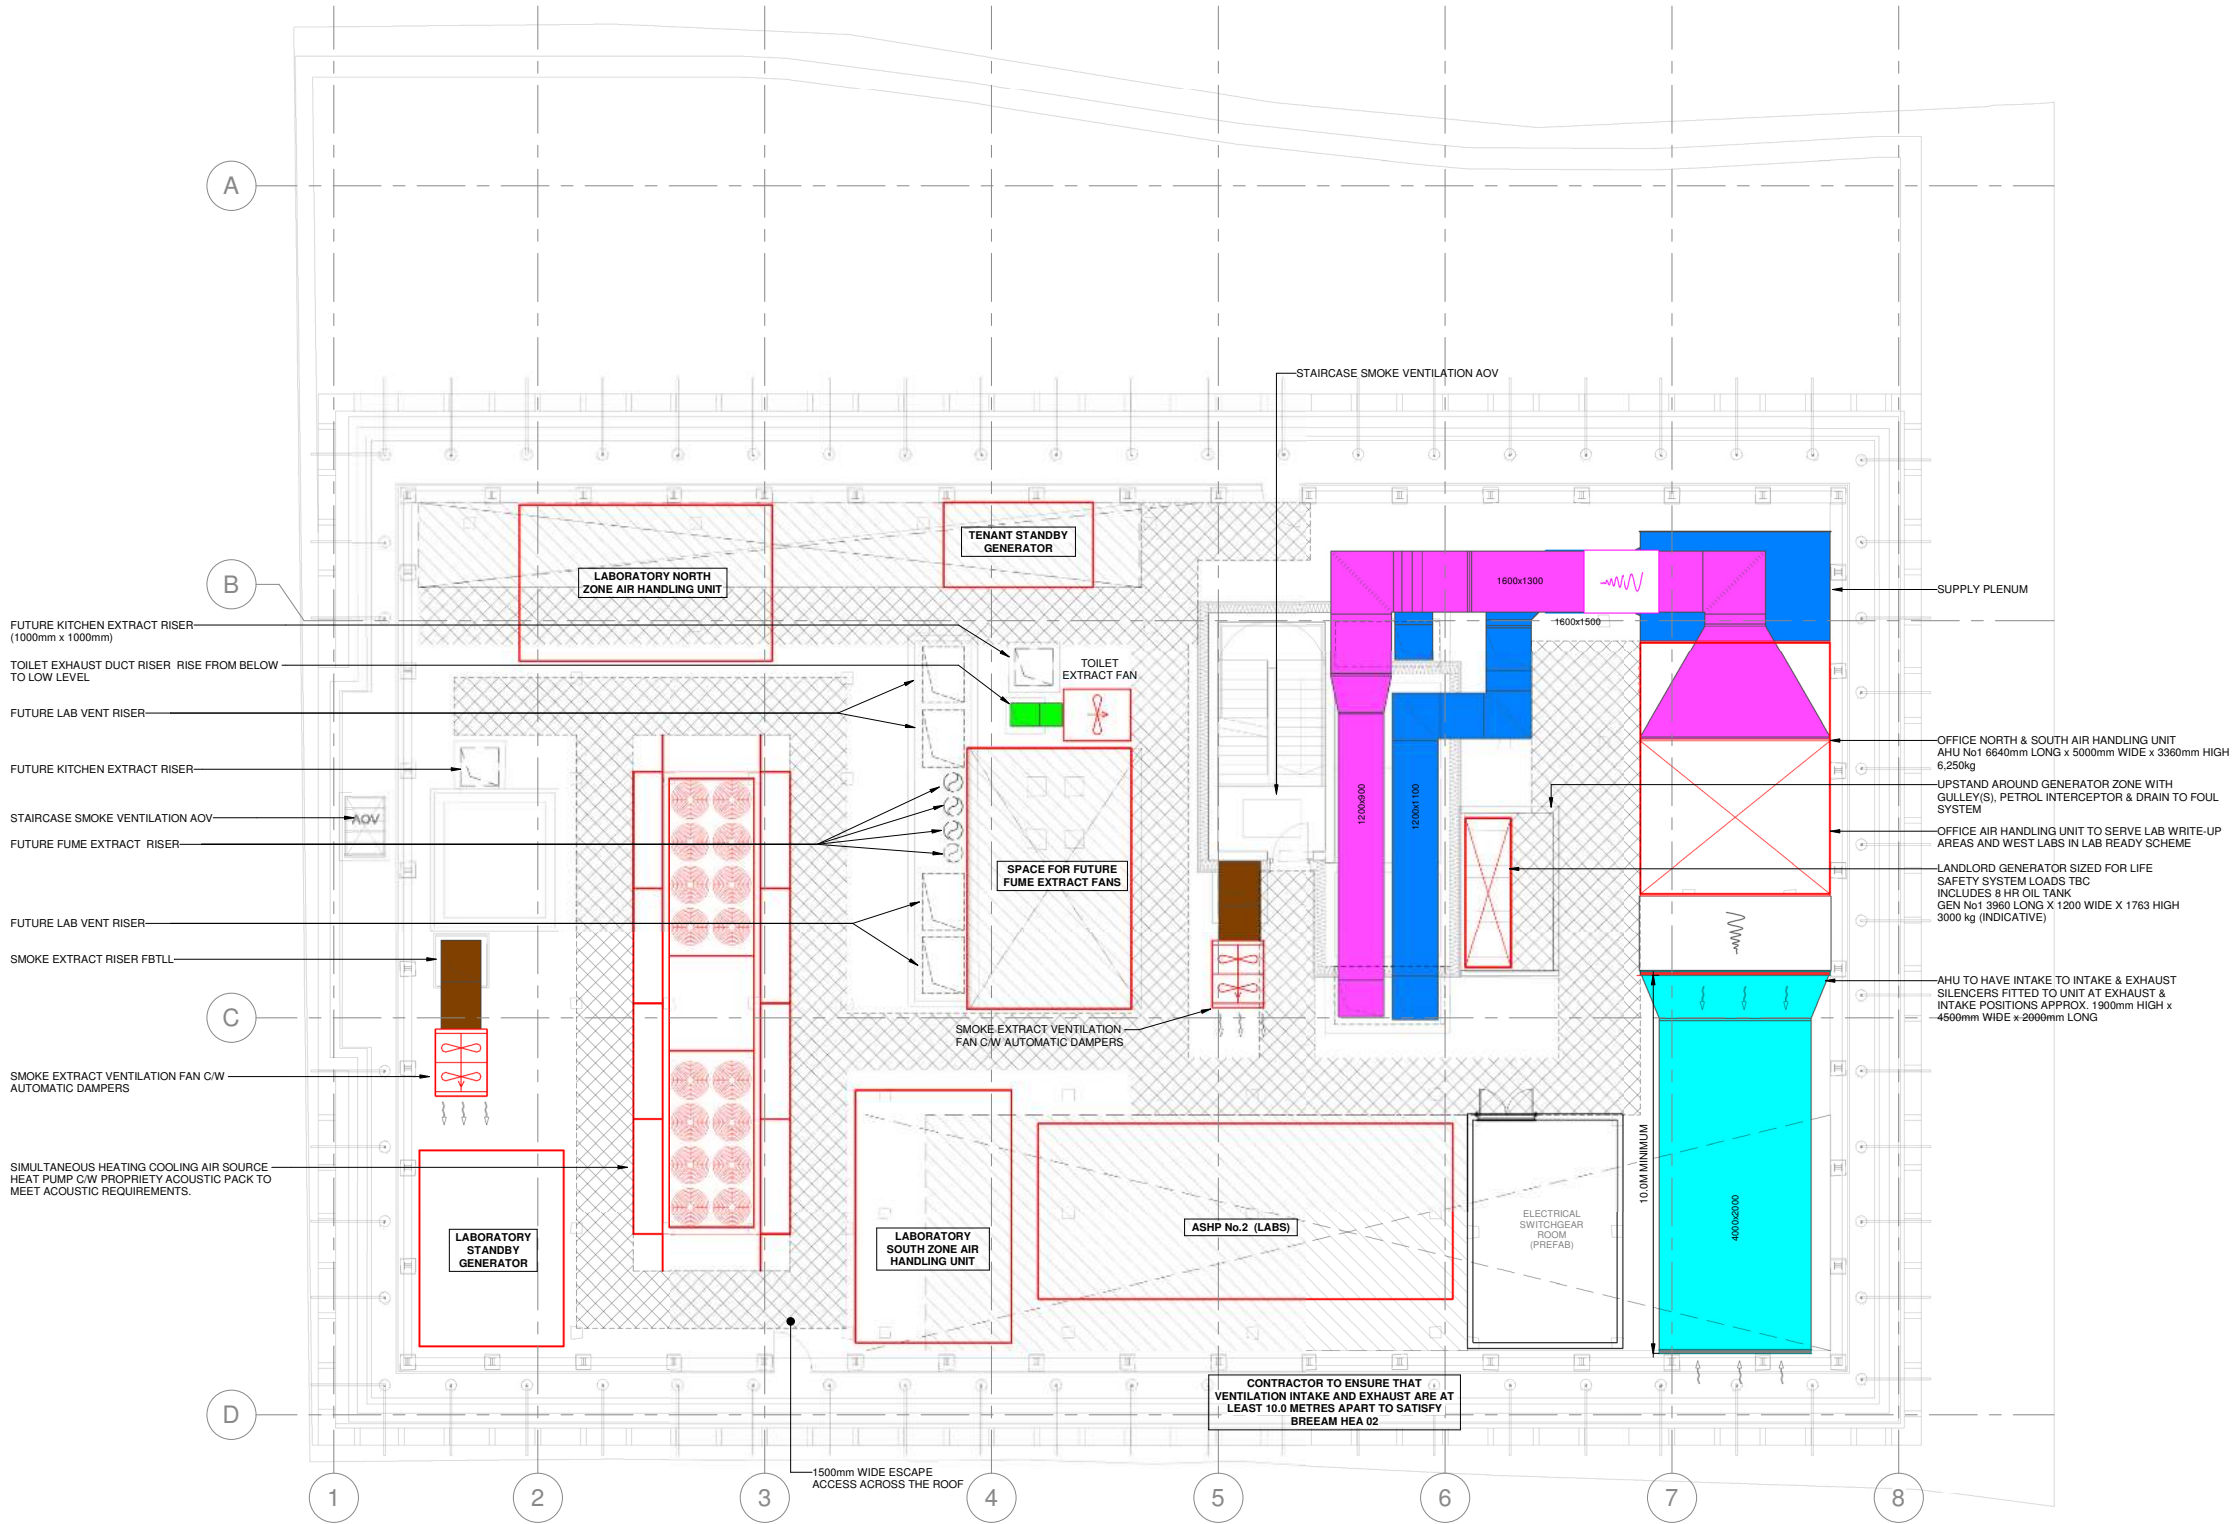 A
STAIRCASE SMOKE VENTILATION AOV
TENANT STANDBY
GENERATOR
LABORATORY NORTH
ZONE AIR HANDLING UNIT
B
1600x1300
SUPPLY PLENUM
1600x1500
FUTURE KITCHEN EXTRACT RISER
(1000mm x 1000mm)
TOILET EXHAUST DUCT RISER RISE FROM BELOW
TO LOW LEVEL
TOILET
EXTRACT FAN
FUTURE LAB VENT RISER
FUTURE KITCHEN EXTRACT RISER
STAIRCASE SMOKE VENTILATION AOV
AOV
FUTURE FUME EXTRACT RISER
SPACE FOR FUTURE
FUME EXTRACT FANS
1200x900
1200x1100
OFFICE NORTH & SOUTH AIR HANDLING UNIT
AHU No1 6640mm LONG x 5000mm WIDE x 3360mm HIGH
6,250kg
UPSTAND AROUND GENERATOR ZONE WITH
GULLEY(S), PETROL INTERCEPTOR & DRAIN TO FOUL
SYSTEM
OFFICE AIR HANDLING UNIT TO SERVE LAB WRITE-UP
AREAS AND WEST LABS IN LAB READY SCHEME
LANDLORD GENERATOR SIZED FOR LIFE
SAFETY SYSTEM LOADS TBC
INCLUDES 8 HR OIL TANK
GEN No1 3960 LONG X 1200 WIDE X 1763 HIGH
3000 kg (INDICATIVE)
FUTURE LAB VENT RISER
SMOKE EXTRACT RISER FBTLL
AHU TO HAVE INTAKE TO INTAKE & EXHAUST
SILENCERS FITTED TO UNIT AT EXHAUST &
INTAKE POSITIONS APPROX. 1900mm HIGH x
4500mm WIDE x 2000mm LONG
C
SMOKE EXTRACT VENTILATION
FAN C/W AUTOMATIC DAMPERS
SMOKE EXTRACT VENTILATION FAN C/W
AUTOMATIC DAMPERS
SIMULTANEOUS HEATING COOLING AIR SOURCE
HEAT PUMP C/W PROPRIETY ACOUSTIC PACK TO
MEET ACOUSTIC REQUIREMENTS.
10.0M MINIMUM
4000x2000
LABORATORY
STANDBY
GENERATOR
LABORATORY
SOUTH ZONE AIR
HANDLING UNIT
ASHP No.2 (LABS)
ELECTRICAL
SWITCHGEAR
ROOM
(PREFAB)
CONTRACTOR TO ENSURE THAT
VENTILATION INTAKE AND EXHAUST ARE AT
LEAST 10.0 METRES APART TO SATISFY
BREEAM HEA 02
D
1500mm WIDE ESCAPE
ACCESS ACROSS THE ROOF
1
2
3
4
5
6
7
8